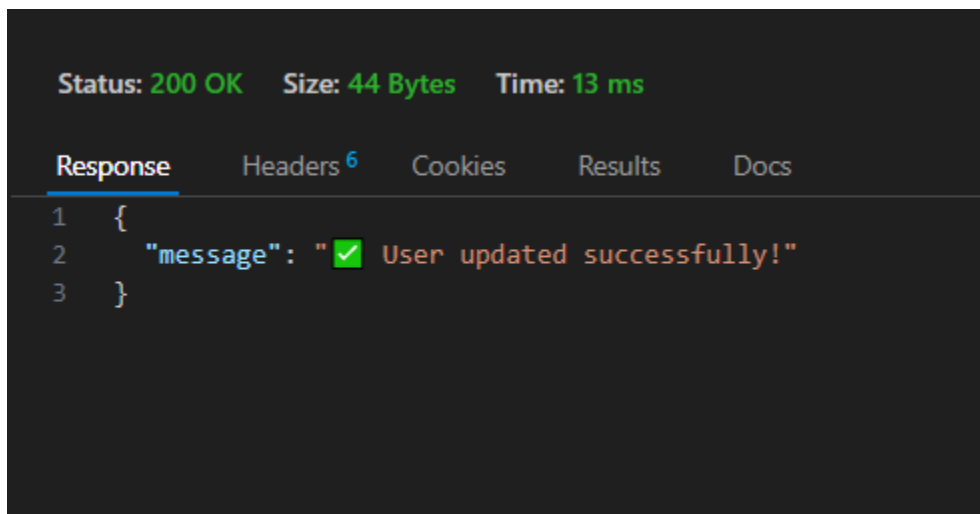 Status: 200 OK Size: 44 Bytes Time: 13 ms
Response Headers 6 Cookies Results Docs
1 {
2 "message": "✅ User updated successfully!"
3 }